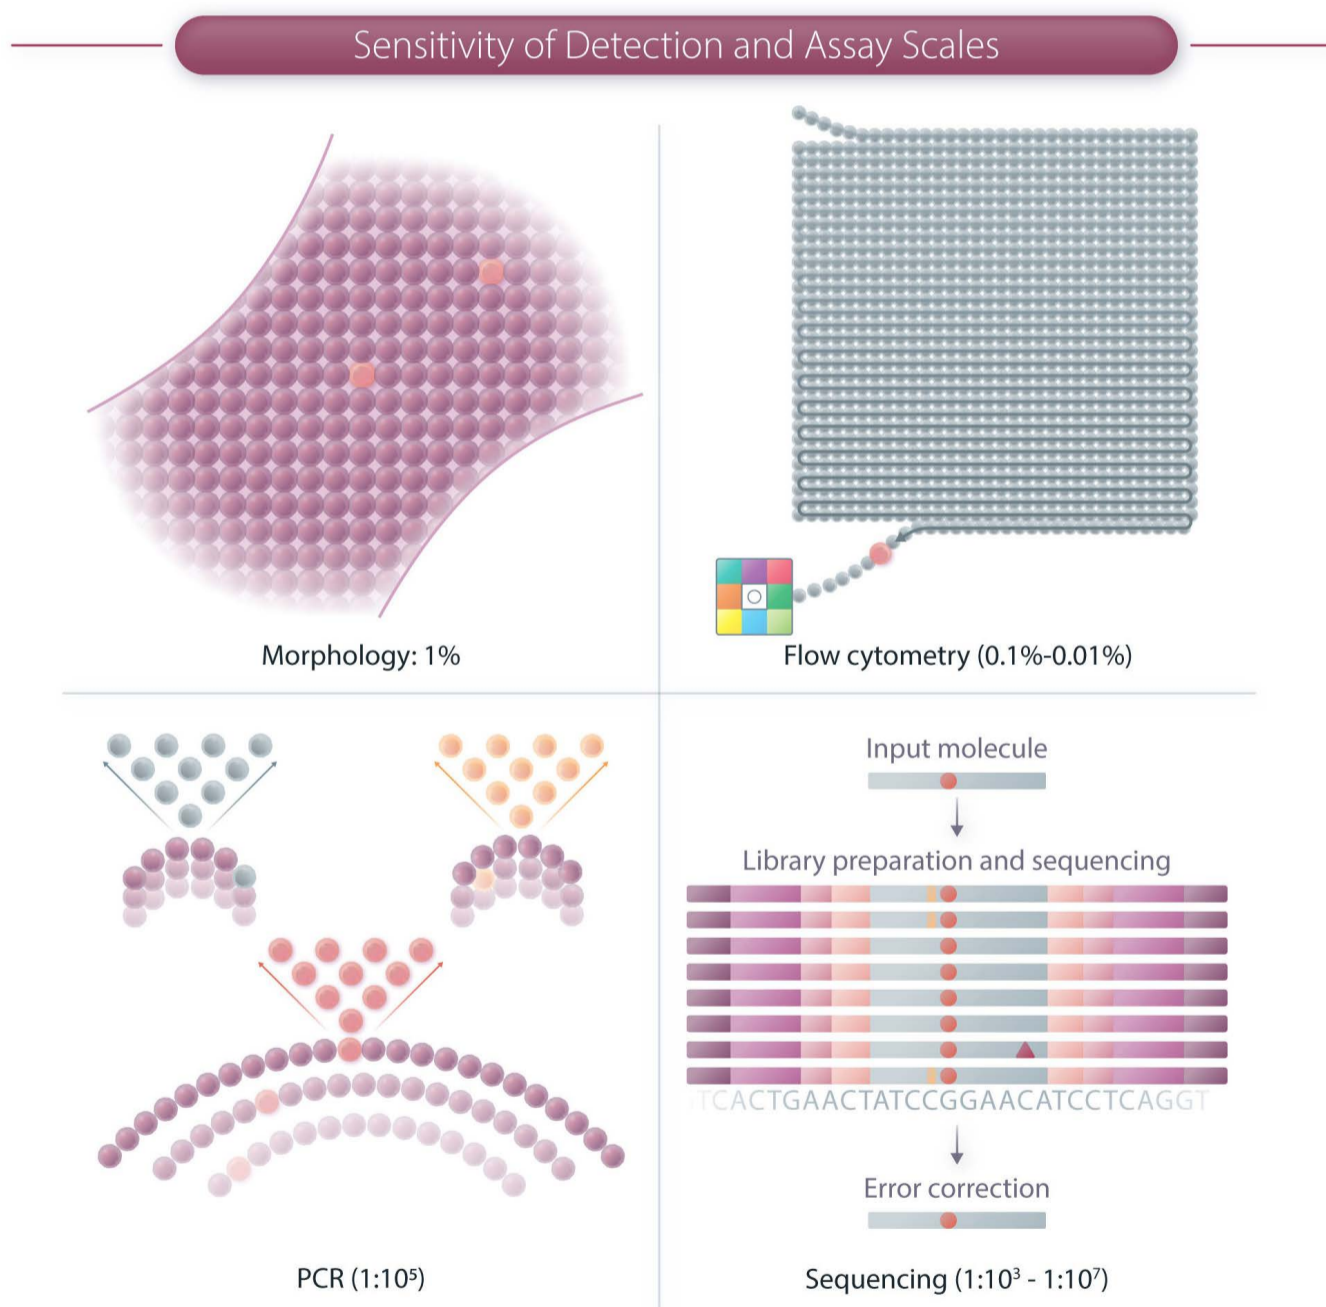 Sensitivity of Detection and Assay Scales
Morphology: 1%
Flow cytometry (0.1%-0.01%)
PCR (1:10⁵)
Input molecule
Library preparation and sequencing
TCACTGAACTATCCGGAACATCCTCAGGT
Error correction
Sequencing (1:10³ - 1:10⁷)